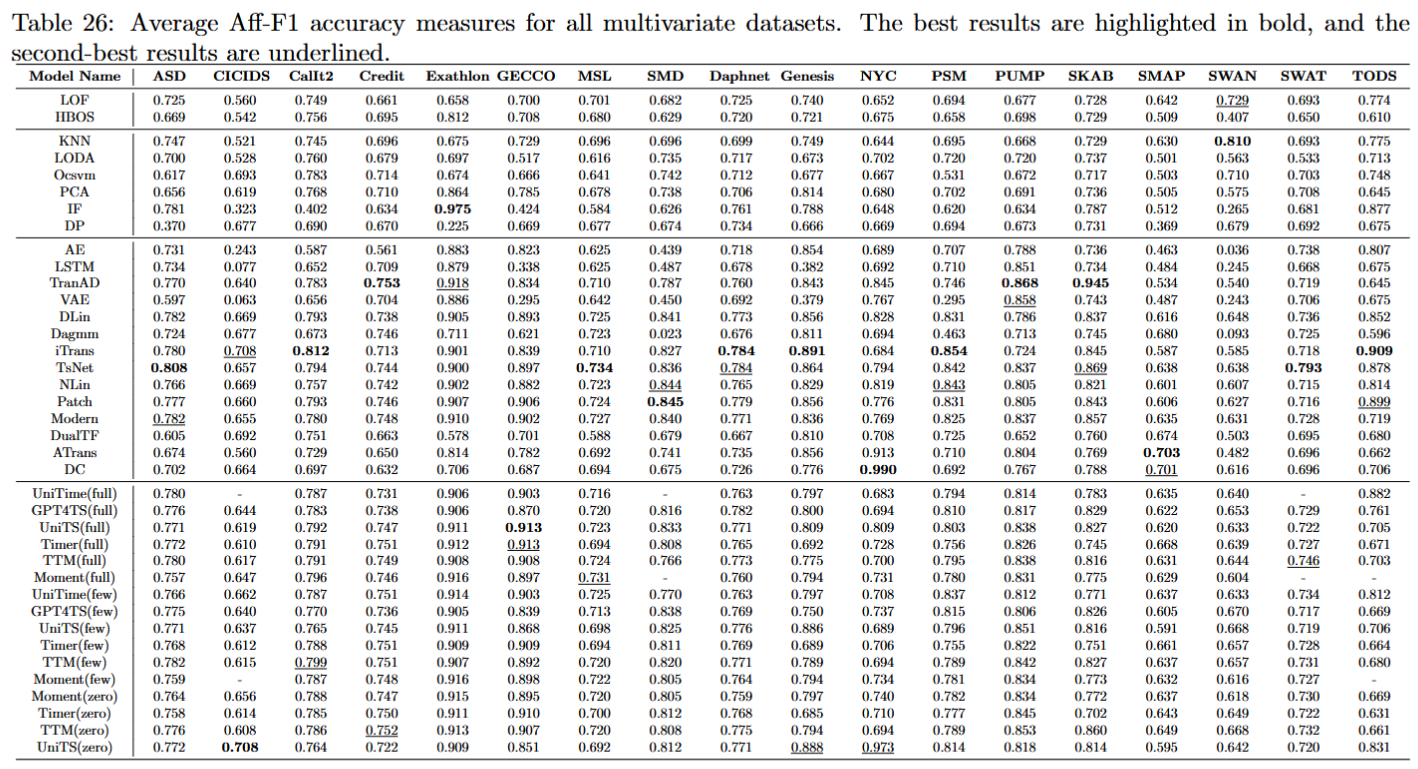 Table 26: Average Aff-F1 accuracy measures for all multivariate datasets. The best results are highlighted in bold, and the
second-best results are underlined.
Model Name ASD CICIDS CalIt2 Credit Exathlon GECCO MSL SMD Daphnet Genesis NYC PSM PUMP SKAB SMAP SWAN SWAT TODS
LOF 0.725 0.560 0.749 0.661 0.658 0.700 0.701 0.682 0.725 0.740 0.652 0.694 0.677 0.728 0.642 0.729 0.693 0.774
HBOS 0.669 0.542 0.756 0.695 0.812 0.708 0.680 0.629 0.720 0.721 0.675 0.658 0.698 0.729 0.509 0.407 0.650 0.610
KNN 0.747 0.521 0.745 0.696 0.675 0.729 0.696 0.696 0.699 0.749 0.644 0.695 0.668 0.729 0.630 0.810 0.693 0.775
LODA 0.700 0.528 0.760 0.679 0.697 0.517 0.616 0.735 0.717 0.673 0.702 0.720 0.720 0.737 0.501 0.563 0.533 0.713
Ocsvm 0.617 0.693 0.783 0.714 0.674 0.666 0.641 0.742 0.712 0.677 0.667 0.531 0.672 0.717 0.503 0.710 0.703 0.748
PCA 0.656 0.619 0.768 0.710 0.864 0.785 0.678 0.738 0.706 0.814 0.680 0.702 0.691 0.736 0.505 0.575 0.708 0.645
IF 0.781 0.323 0.402 0.634 0.975 0.424 0.584 0.626 0.761 0.788 0.648 0.620 0.634 0.787 0.512 0.265 0.681 0.877
DP 0.370 0.677 0.690 0.670 0.225 0.669 0.677 0.674 0.734 0.666 0.669 0.694 0.673 0.731 0.369 0.679 0.692 0.675
AE 0.731 0.243 0.587 0.561 0.883 0.823 0.625 0.439 0.718 0.854 0.689 0.707 0.788 0.736 0.463 0.036 0.738 0.807
LSTM 0.734 0.077 0.652 0.709 0.879 0.338 0.625 0.487 0.678 0.382 0.692 0.710 0.851 0.734 0.484 0.245 0.668 0.675
TranAD 0.770 0.640 0.783 0.753 0.918 0.834 0.710 0.787 0.760 0.843 0.845 0.746 0.868 0.945 0.534 0.540 0.719 0.645
VAE 0.597 0.063 0.656 0.704 0.886 0.295 0.642 0.450 0.692 0.379 0.767 0.295 0.858 0.743 0.487 0.243 0.706 0.675
DLin 0.782 0.669 0.793 0.738 0.905 0.893 0.725 0.841 0.773 0.856 0.828 0.831 0.786 0.837 0.616 0.648 0.736 0.852
Dagmm 0.724 0.677 0.673 0.746 0.711 0.621 0.723 0.023 0.676 0.811 0.694 0.463 0.713 0.745 0.680 0.093 0.725 0.596
iTrans 0.780 0.708 0.812 0.713 0.901 0.839 0.710 0.827 0.784 0.891 0.684 0.854 0.724 0.845 0.587 0.585 0.718 0.909
TsNet 0.808 0.657 0.794 0.744 0.900 0.897 0.734 0.836 0.784 0.864 0.794 0.842 0.837 0.869 0.638 0.638 0.793 0.878
NLin 0.766 0.669 0.757 0.742 0.902 0.882 0.723 0.844 0.765 0.829 0.819 0.843 0.805 0.821 0.601 0.607 0.715 0.814
Patch 0.777 0.660 0.793 0.746 0.907 0.906 0.724 0.845 0.779 0.856 0.776 0.831 0.805 0.843 0.606 0.627 0.716 0.899
Modern 0.782 0.655 0.780 0.748 0.910 0.902 0.727 0.840 0.771 0.836 0.769 0.825 0.837 0.857 0.635 0.631 0.728 0.719
DualTF 0.605 0.692 0.751 0.663 0.578 0.701 0.588 0.679 0.667 0.810 0.708 0.725 0.652 0.760 0.674 0.503 0.695 0.680
ATrans 0.674 0.560 0.729 0.650 0.814 0.782 0.692 0.741 0.735 0.856 0.913 0.710 0.804 0.769 0.703 0.482 0.696 0.662
DC 0.702 0.664 0.697 0.632 0.706 0.687 0.694 0.675 0.726 0.776 0.990 0.692 0.767 0.788 0.701 0.616 0.696 0.706
UniTime(full) 0.780 - 0.787 0.731 0.906 0.903 0.716 - 0.763 0.797 0.683 0.794 0.814 0.783 0.635 0.640 - 0.882
GPT4TS(full) 0.776 0.644 0.783 0.738 0.906 0.870 0.720 0.816 0.782 0.800 0.694 0.810 0.817 0.829 0.622 0.653 0.729 0.761
UniTS(full) 0.771 0.619 0.792 0.747 0.911 0.913 0.723 0.833 0.771 0.809 0.809 0.803 0.838 0.827 0.620 0.633 0.722 0.705
Timer(full) 0.772 0.610 0.791 0.751 0.912 0.913 0.694 0.808 0.765 0.692 0.728 0.756 0.826 0.745 0.668 0.639 0.727 0.671
TTM(full) 0.780 0.617 0.791 0.749 0.908 0.908 0.724 0.766 0.773 0.775 0.700 0.795 0.838 0.816 0.631 0.644 0.746 0.703
Moment(full) 0.757 0.647 0.796 0.746 0.916 0.897 0.731 - 0.760 0.794 0.731 0.780 0.831 0.775 0.629 0.604 - -
UniTime(few) 0.766 0.662 0.787 0.751 0.914 0.903 0.725 0.770 0.763 0.797 0.708 0.837 0.812 0.771 0.637 0.633 0.734 0.812
GPT4TS(few) 0.775 0.640 0.770 0.736 0.905 0.839 0.713 0.838 0.769 0.750 0.737 0.815 0.806 0.826 0.605 0.670 0.717 0.669
UniTS(few) 0.771 0.637 0.765 0.745 0.911 0.868 0.698 0.825 0.776 0.886 0.689 0.796 0.851 0.816 0.591 0.668 0.719 0.706
Timer(few) 0.768 0.612 0.788 0.751 0.909 0.909 0.694 0.811 0.769 0.689 0.706 0.755 0.822 0.751 0.661 0.657 0.728 0.664
TTM(few) 0.782 0.615 0.799 0.751 0.907 0.892 0.720 0.820 0.771 0.789 0.694 0.789 0.842 0.827 0.637 0.657 0.731 0.680
Moment(few) 0.759 - 0.787 0.748 0.916 0.898 0.722 0.805 0.764 0.794 0.734 0.781 0.834 0.773 0.632 0.616 0.727 -
Moment(zero) 0.764 0.656 0.788 0.747 0.915 0.895 0.720 0.805 0.759 0.797 0.740 0.782 0.834 0.772 0.637 0.618 0.730 0.669
Timer(zero) 0.758 0.614 0.785 0.750 0.911 0.910 0.700 0.812 0.768 0.685 0.710 0.777 0.845 0.702 0.643 0.649 0.722 0.631
TTM(zero) 0.776 0.608 0.786 0.752 0.913 0.907 0.720 0.808 0.775 0.794 0.694 0.789 0.853 0.860 0.649 0.668 0.732 0.661
UniTS(zero) 0.772 0.708 0.764 0.722 0.909 0.851 0.692 0.812 0.771 0.888 0.973 0.814 0.818 0.814 0.595 0.642 0.720 0.831